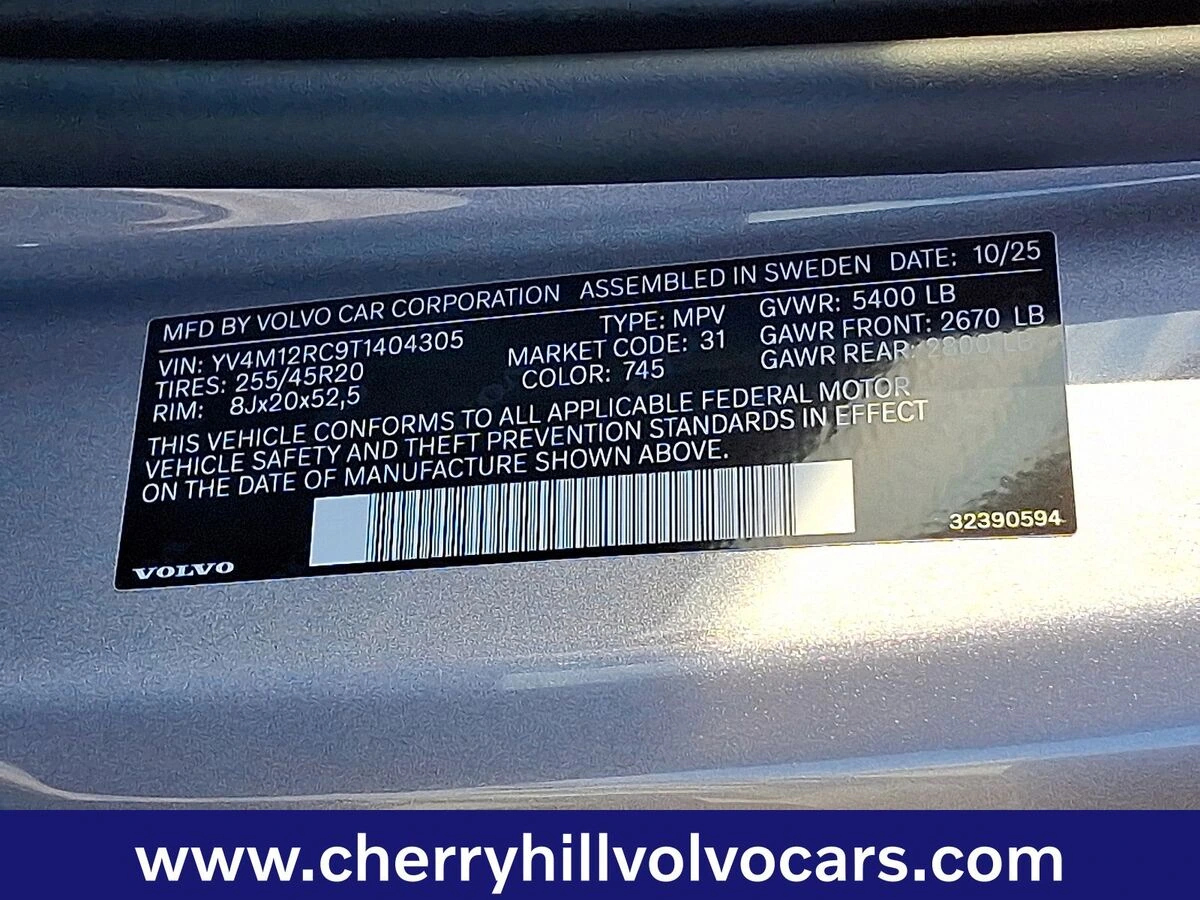 MFD BY VOLVO CAR CORPORATION ASSEMBLED IN SWEDEN DATE: 10/25
VIN: YV4M12RC9T1404305 TYPE: MPV GVWR: 5400 LB
TIRES: 255/45R20 MARKET CODE: 31 GAWR FRONT: 2670 LB
RIM: 8Jx20x52,5 COLOR: 745 GAWR REAR: 2800 LB
THIS VEHICLE CONFORMS TO ALL APPLICABLE FEDERAL MOTOR
VEHICLE SAFETY AND THEFT PREVENTION STANDARDS IN EFFECT
ON THE DATE OF MANUFACTURE SHOWN ABOVE.
VOLVO 32390594
www.cherryhillvolvocars.com